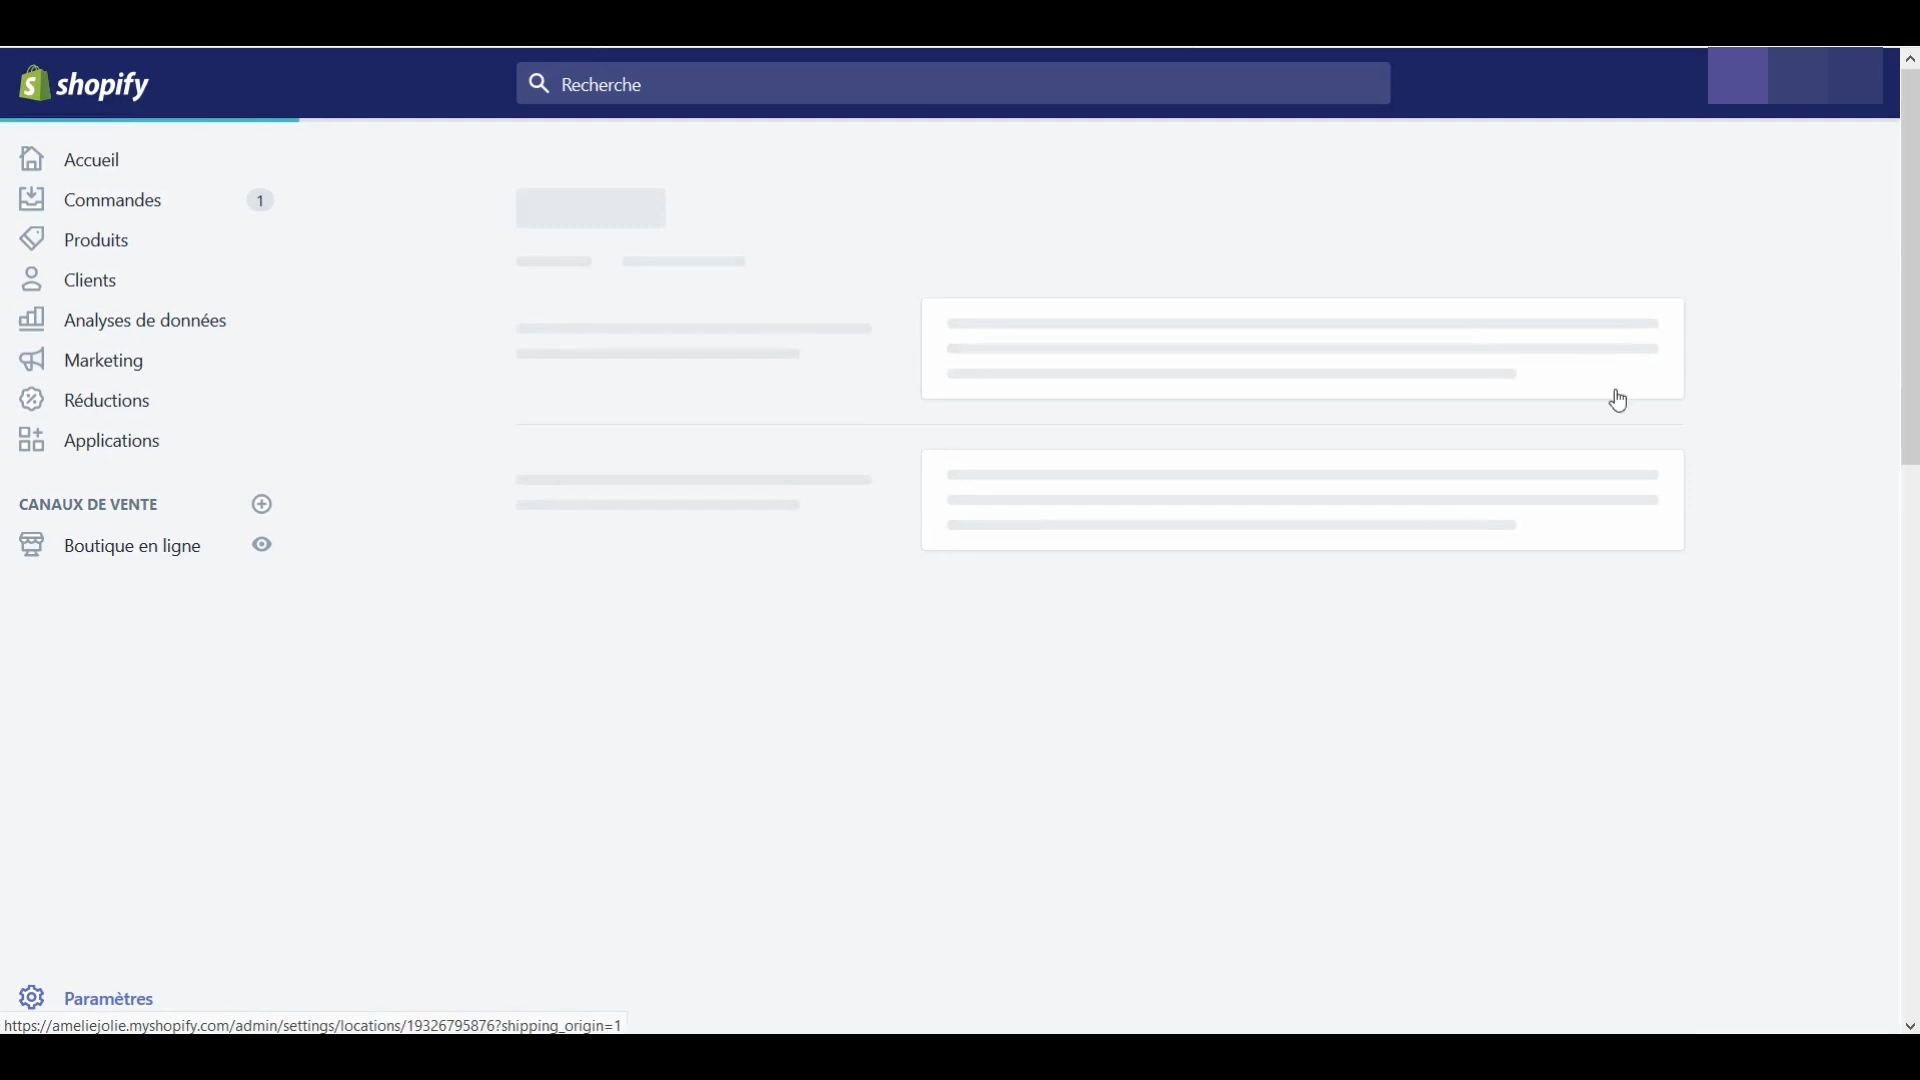 shopify
Recherche
Accueil
Commandes 1
Produits
Clients
Analyses de données
Marketing
Réductions
Applications
CANAUX DE VENTE
Boutique en ligne
Paramètres
https://ameliejolie.myshopify.com/admin/settings/locations/19326795876?shipping_origin=1